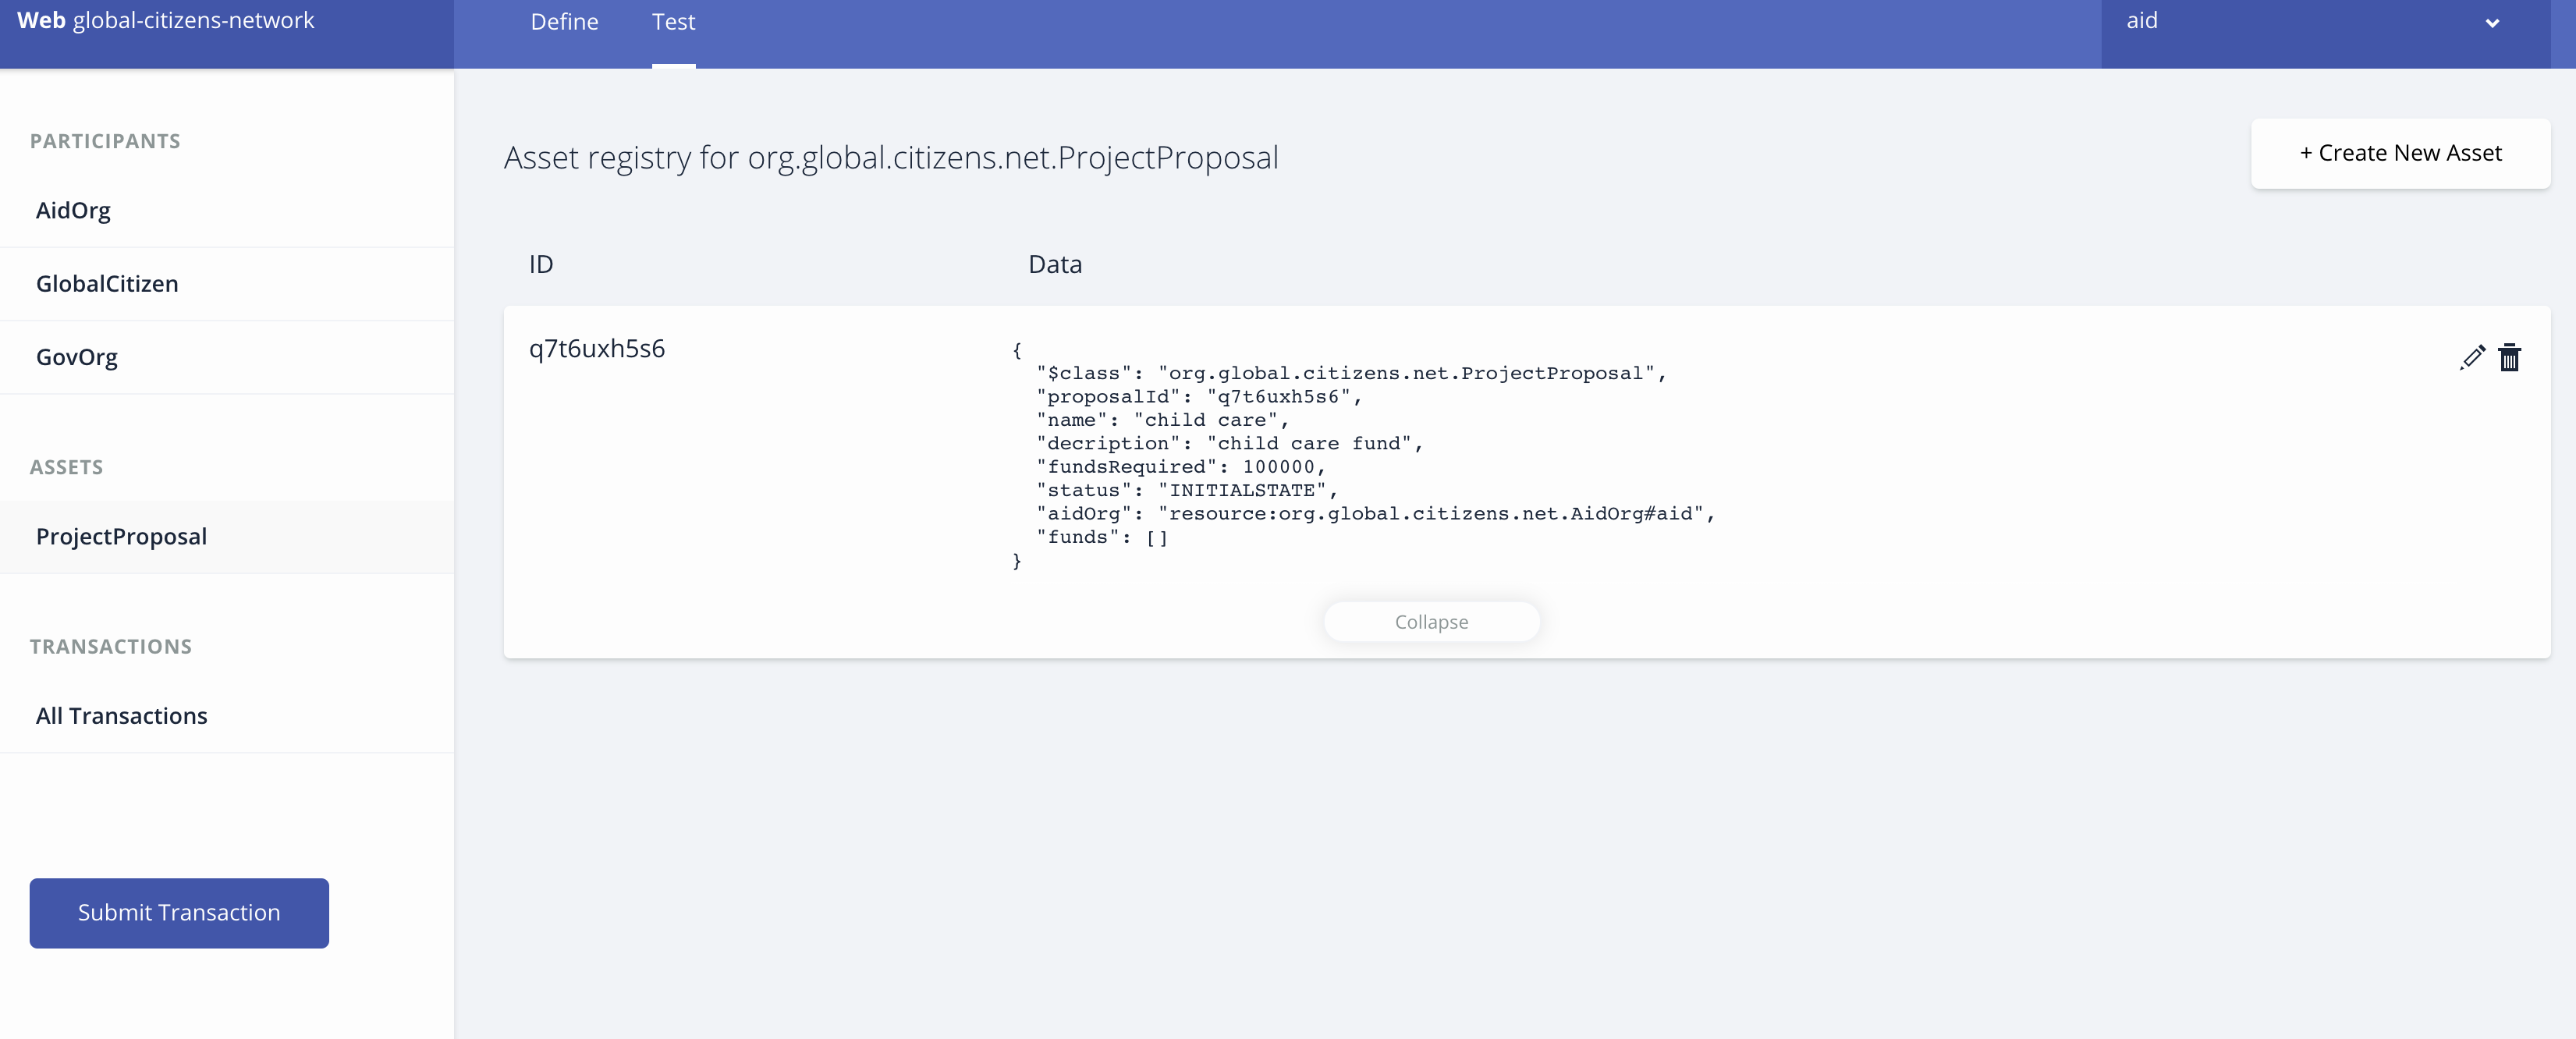 Web global-citizens-network
Define
Test
aid
PARTICIPANTS
AidOrg
GlobalCitizen
GovOrg
ASSETS
ProjectProposal
TRANSACTIONS
All Transactions
Submit Transaction
Asset registry for org.global.citizens.net.ProjectProposal
+ Create New Asset
ID
Data
q7t6uxh5s6
{
"$class": "org.global.citizens.net.ProjectProposal",
"proposalId": "q7t6uxh5s6",
"name": "child care",
"decription": "child care fund",
"fundsRequired": 100000,
"status": "INITIALSTATE",
"aidOrg": "resource:org.global.citizens.net.AidOrg#aid",
"funds": []
}
Collapse